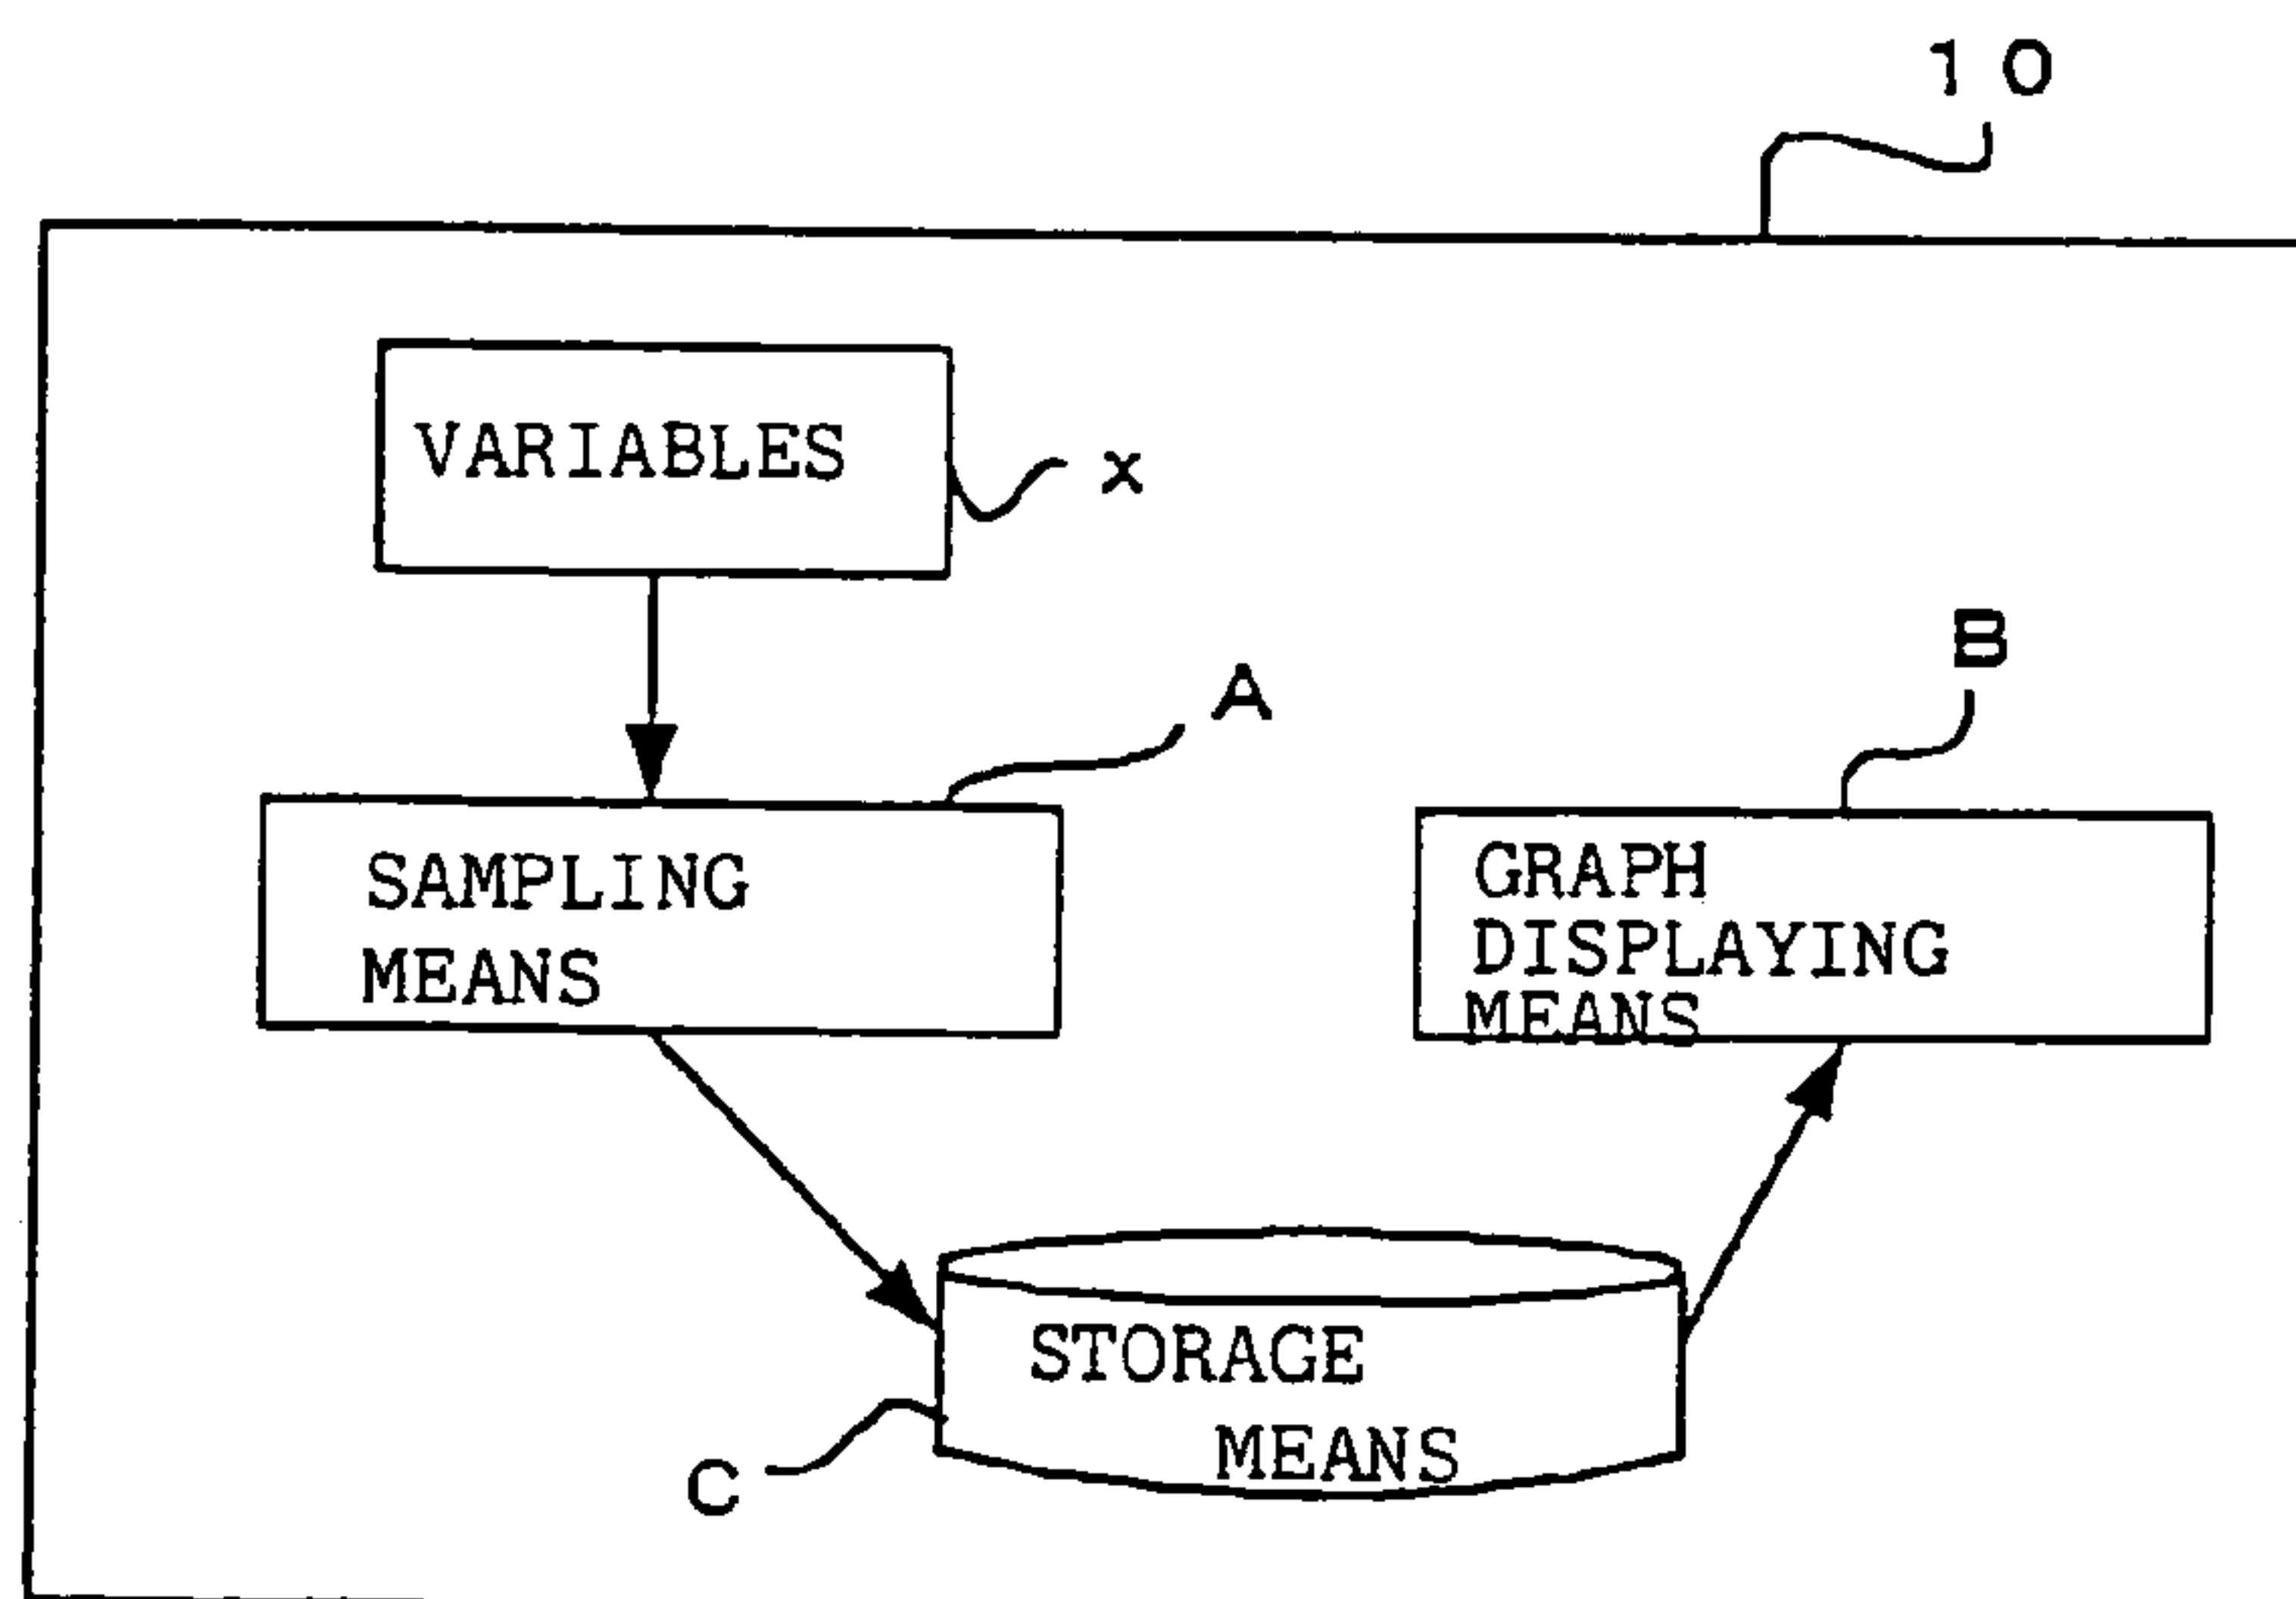 10
VARIABLES
x
A
B
SAMPLING
MEANS
GRAPH
DISPLAYING
MEANS
STORAGE
MEANS
C